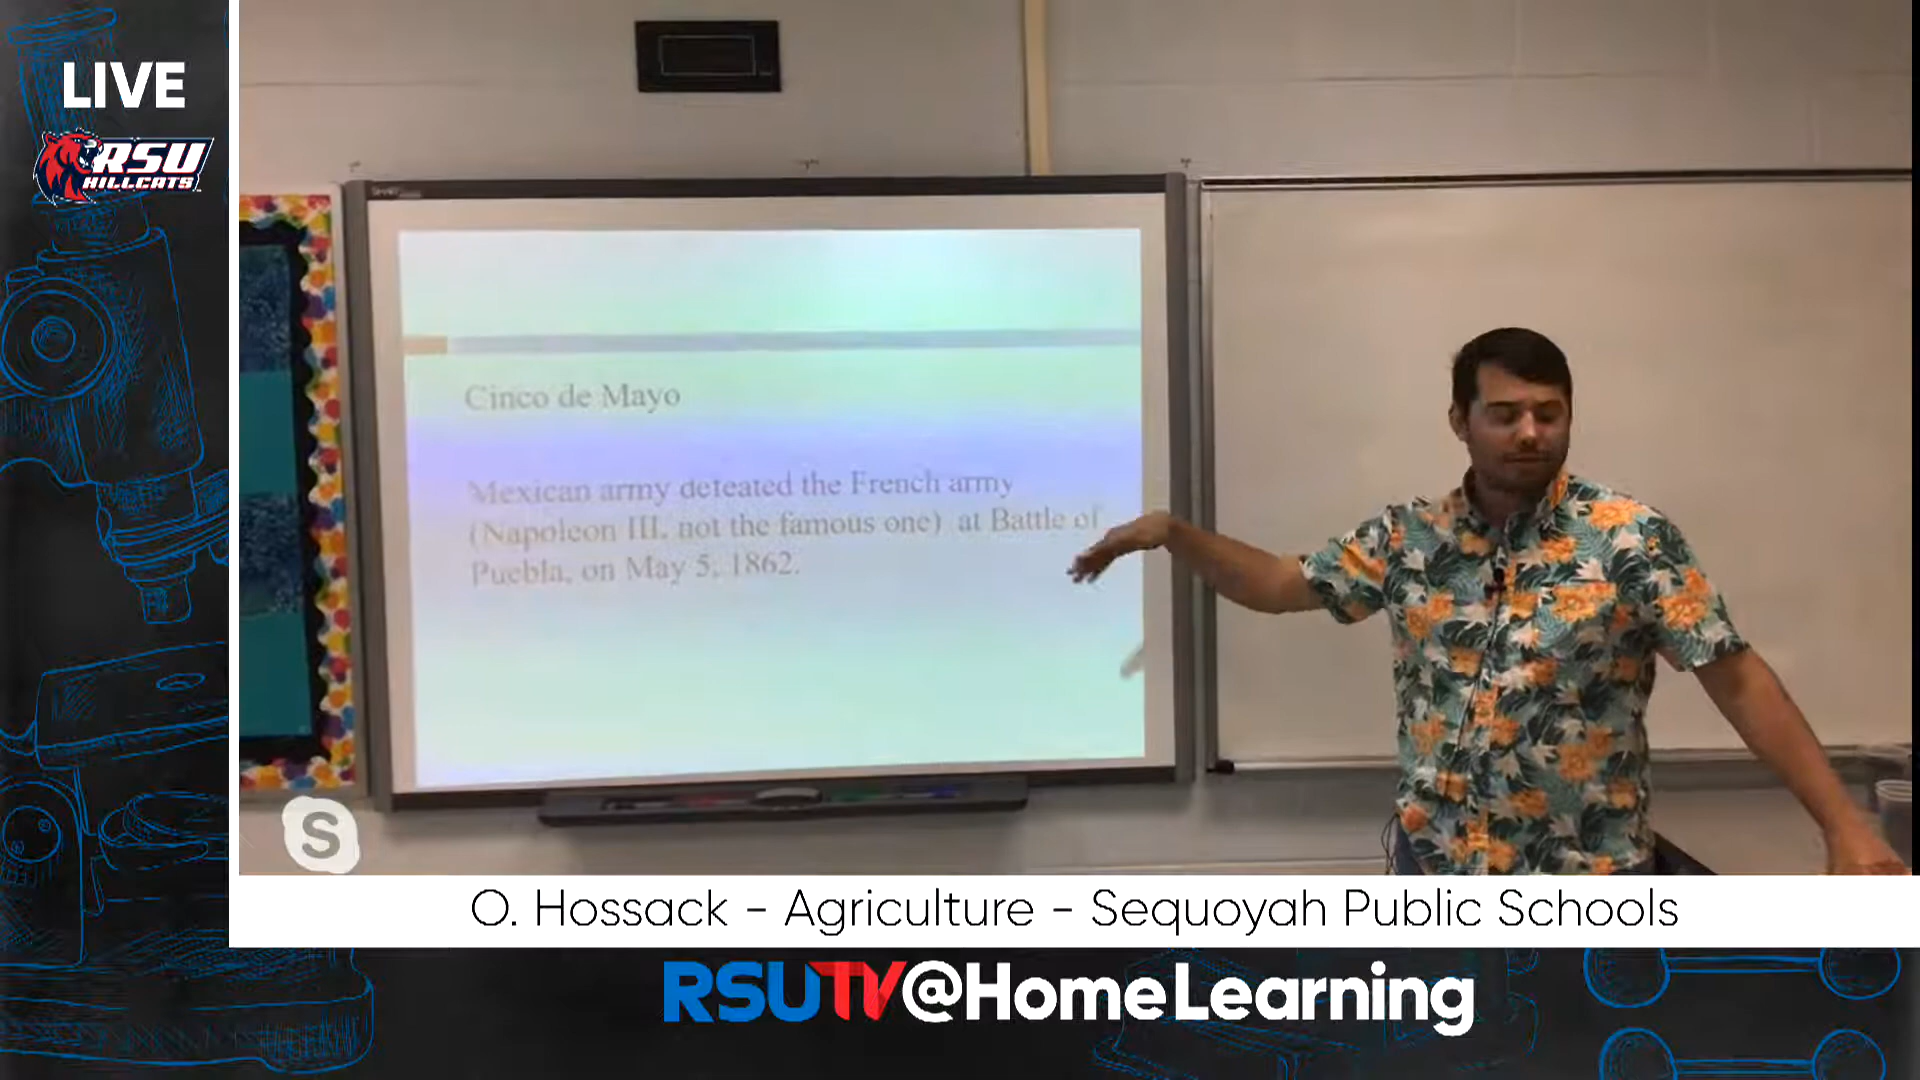 LIVE
RSU
HILLCATS
SMART
Cinco de Mayo
Mexican army defeated the French army
(Napoleon III, not the famous one) at Battle of
Puebla, on May 5, 1862.
S
O. Hossack - Agriculture - Sequoyah Public Schools
RSUTV@HomeLearning